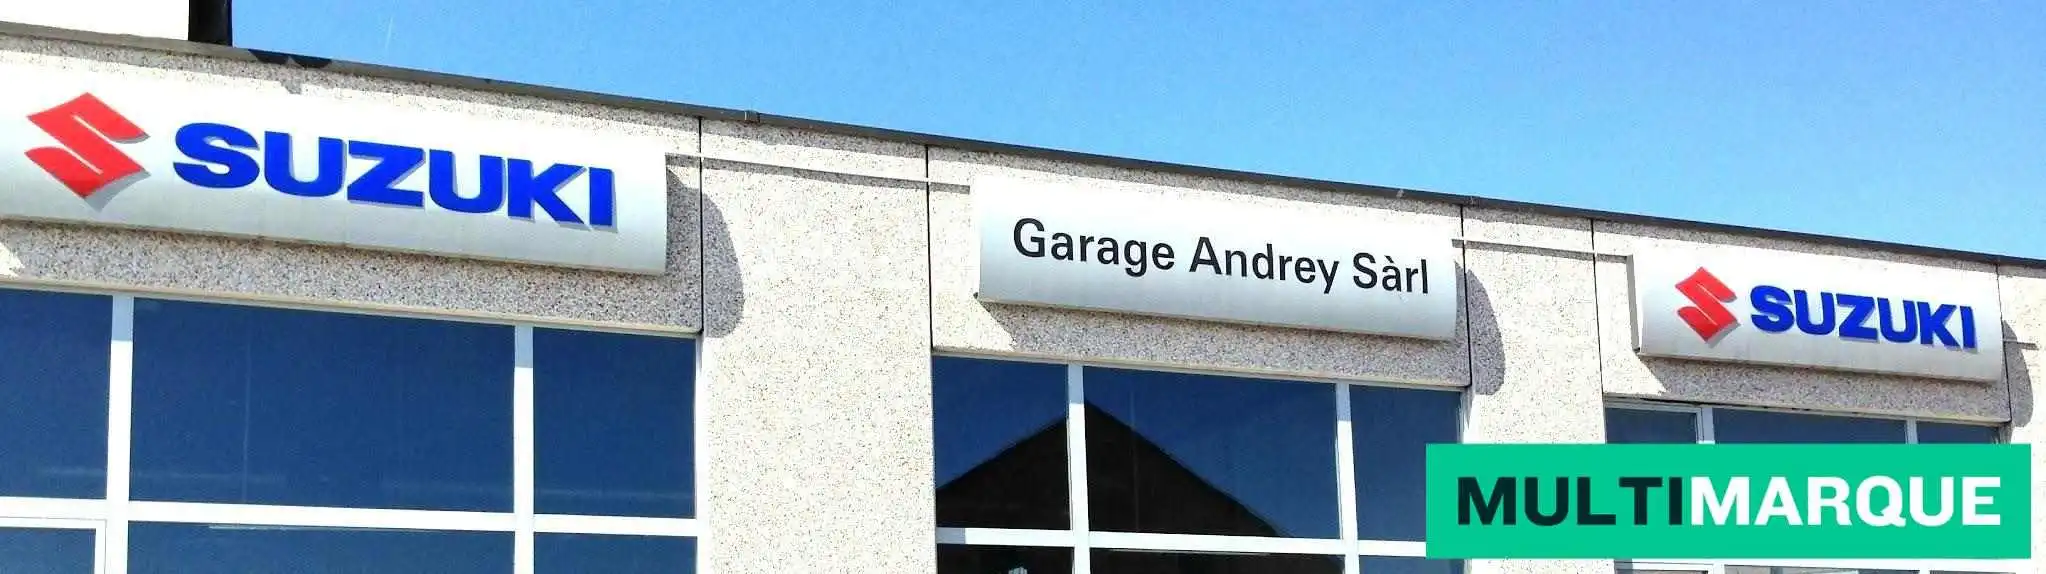 SUZUKI
Garage Andrey Sàrl
SUZUKI
MULTIMARQUE